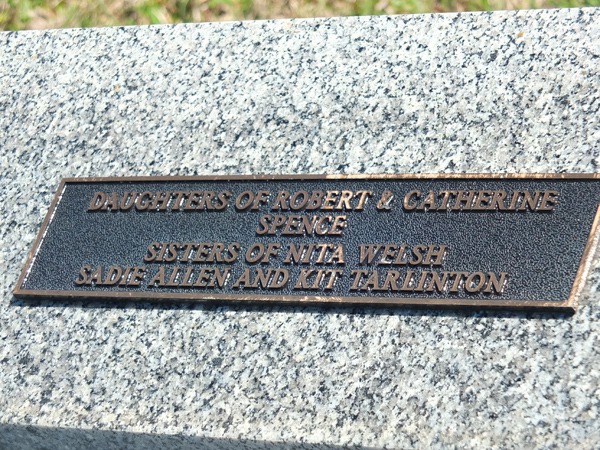 DAUGHTERS OF ROBERT & CATHERINE
SPENCE
SISTERS OF NITA WELSH
SADIE ALLEN AND KIT TARLINTON